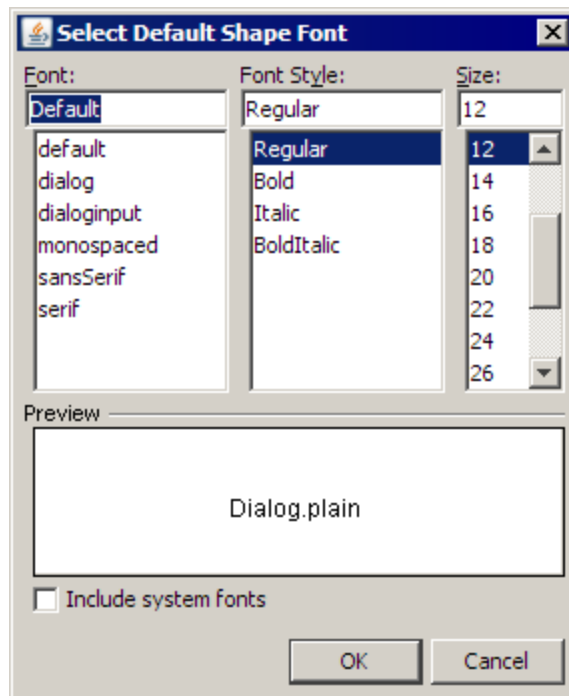 Select Default Shape Font
Font: Font Style: Size:
Default Regular 12
default Regular 12
dialog Bold 14
dialoginput Italic 16
monospaced BoldItalic 18
sansSerif 20
serif 22
24
26
Preview
Dialog.plain
Include system fonts
OK Cancel